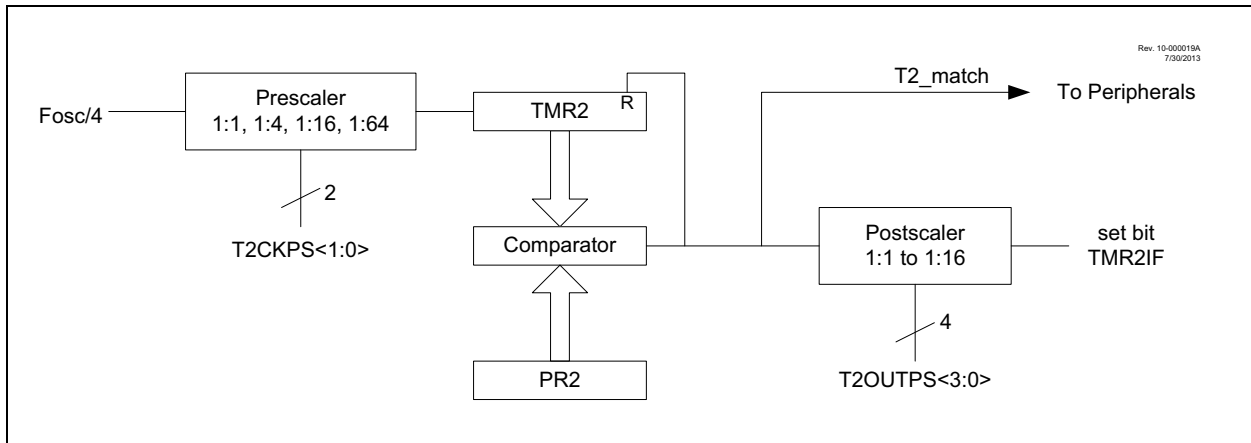 Rev. 10-000019A
7/30/2013
T2_match
To Peripherals
Fosc/4
Prescaler
1:1, 1:4, 1:16, 1:64
TMR2
R
2
T2CKPS<1:0>
Comparator
Postscaler
1:1 to 1:16
set bit
TMR2IF
4
T2OUTPS<3:0>
PR2